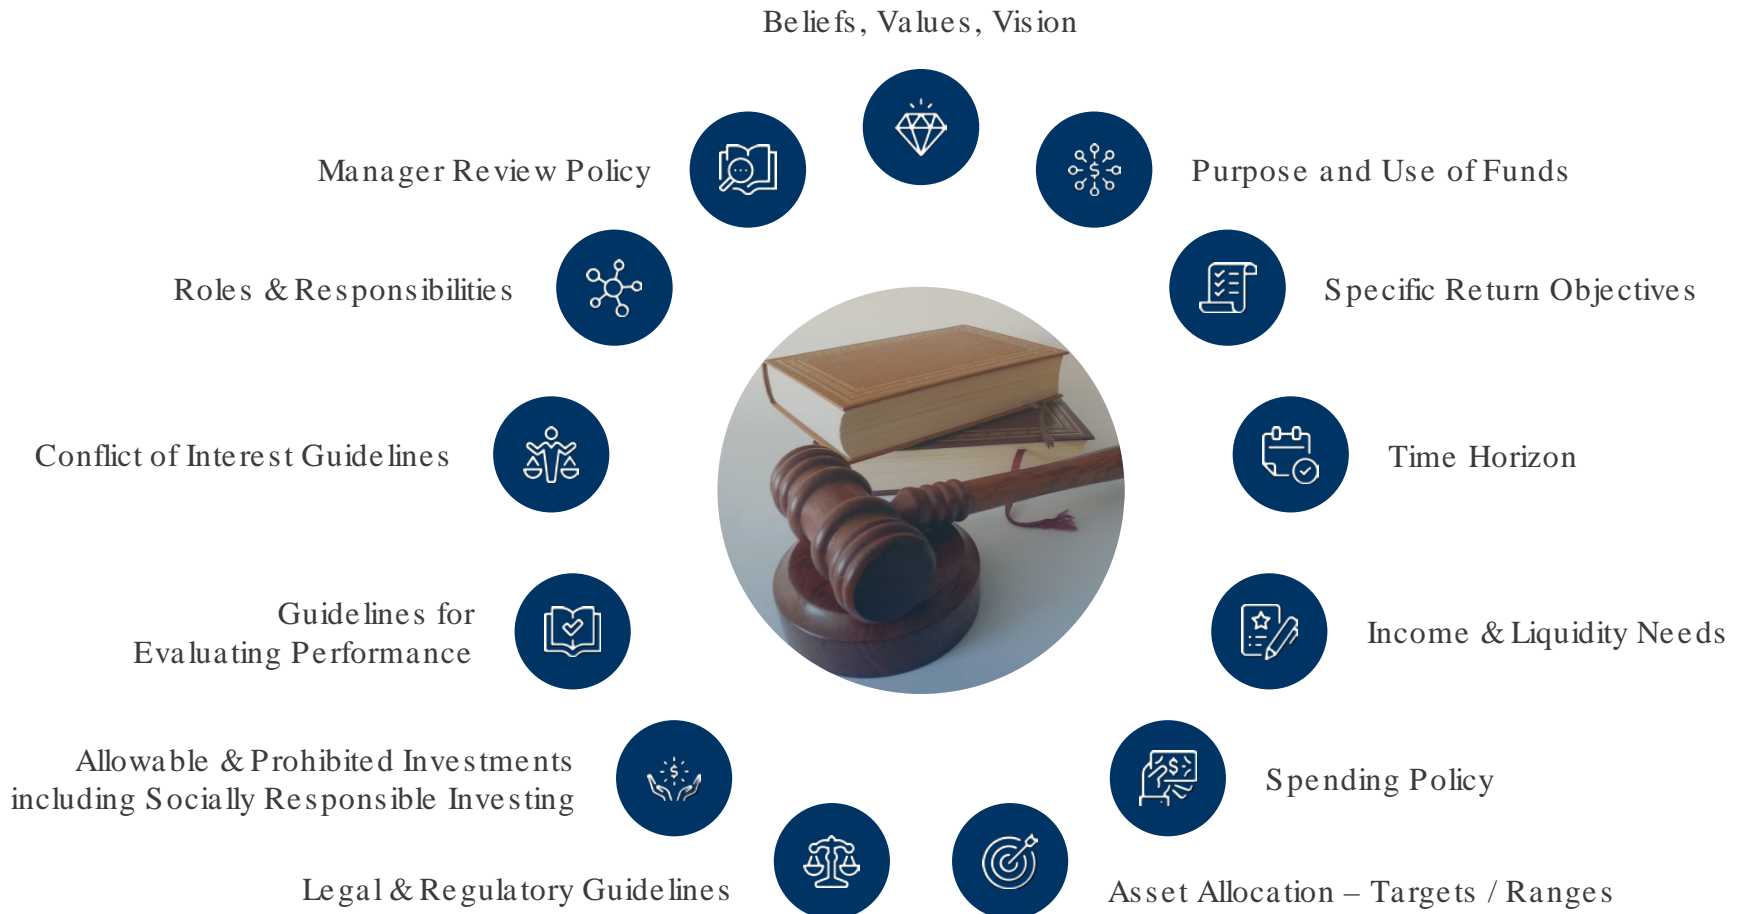 Beliefs, Values, Vision
Manager Review Policy
Purpose and Use of Funds
Roles & Responsibilities
Specific Return Objectives
Conflict of Interest Guidelines
Time Horizon
Guidelines for
Evaluating Performance
Income & Liquidity Needs
Allowable & Prohibited Investments
including Socially Responsible Investing
Spending Policy
Legal & Regulatory Guidelines
Asset Allocation – Targets / Ranges